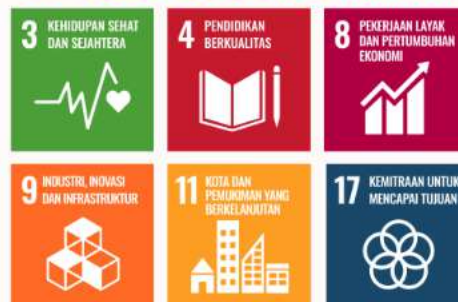 3 KEHIDUPAN SEHAT
DAN SEJAHTERA
4 PENDIDIKAN
BERKUALITAS
8 PEKERJAAN LAYAK
DAN PERTUMBUHAN
EKONOMI
9 INDUSTRI, INOVASI
DAN INFRASTRUKTUR
11 KOTA DAN
PEMUKIMAN YANG
BERKELANJUTAN
17 KEMITRAAN UNTUK
MENCAPAI TUJUAN